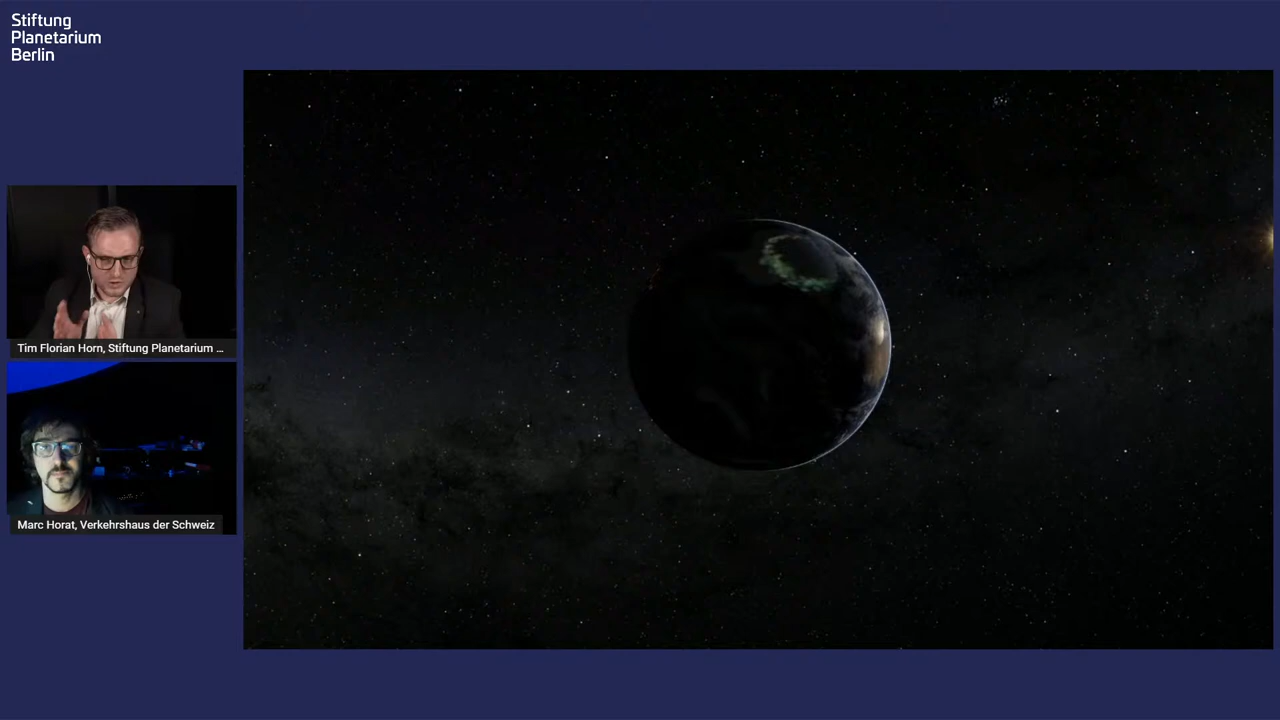 Stiftung
Planetarium
Berlin
Tim Florian Horn, Stiftung Planetarium ...
Marc Horat, Verkehrshaus der Schweiz